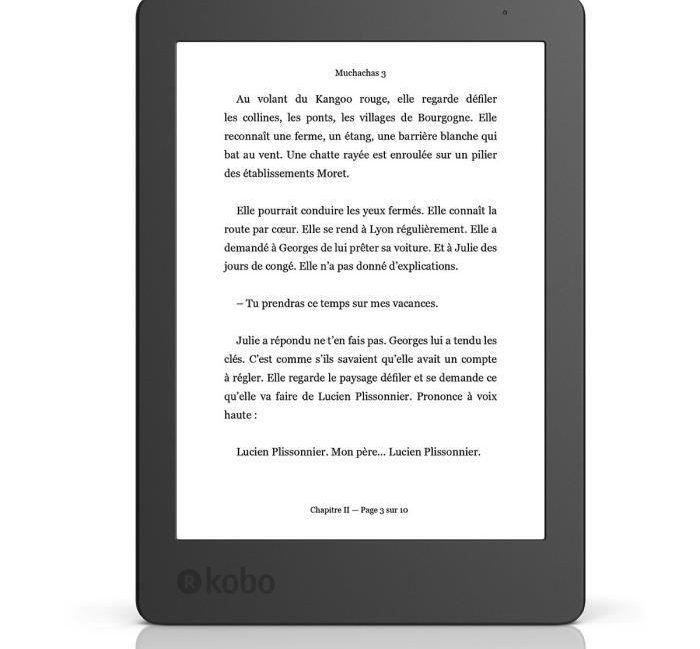 Muchachas 3
Au volant du Kangoo rouge, elle regarde défiler
les collines, les ponts, les villages de Bourgogne. Elle
reconnaît une ferme, un étang, une barrière blanche qui
bat au vent. Une chatte rayée est enroulée sur un pilier
des établissements Moret.
Elle pourrait conduire les yeux fermés. Elle connaît la
route par cœur. Elle se rend à Lyon régulièrement. Elle a
demandé à Georges de lui prêter sa voiture. Et à Julie des
jours de congé. Elle n'a pas donné d'explications.
– Tu prendras ce temps sur mes vacances.
Julie a répondu ne t'en fais pas. Georges lui a tendu les
clés. C'est comme s'ils savaient qu'elle avait un compte
à régler. Elle regarde le paysage défiler et se demande ce
qu'elle va faire de Lucien Plissonnier. Prononce à voix
haute :
Lucien Plissonnier. Mon père... Lucien Plissonnier.
Chapitre II — Page 3 sur 10
R kobo